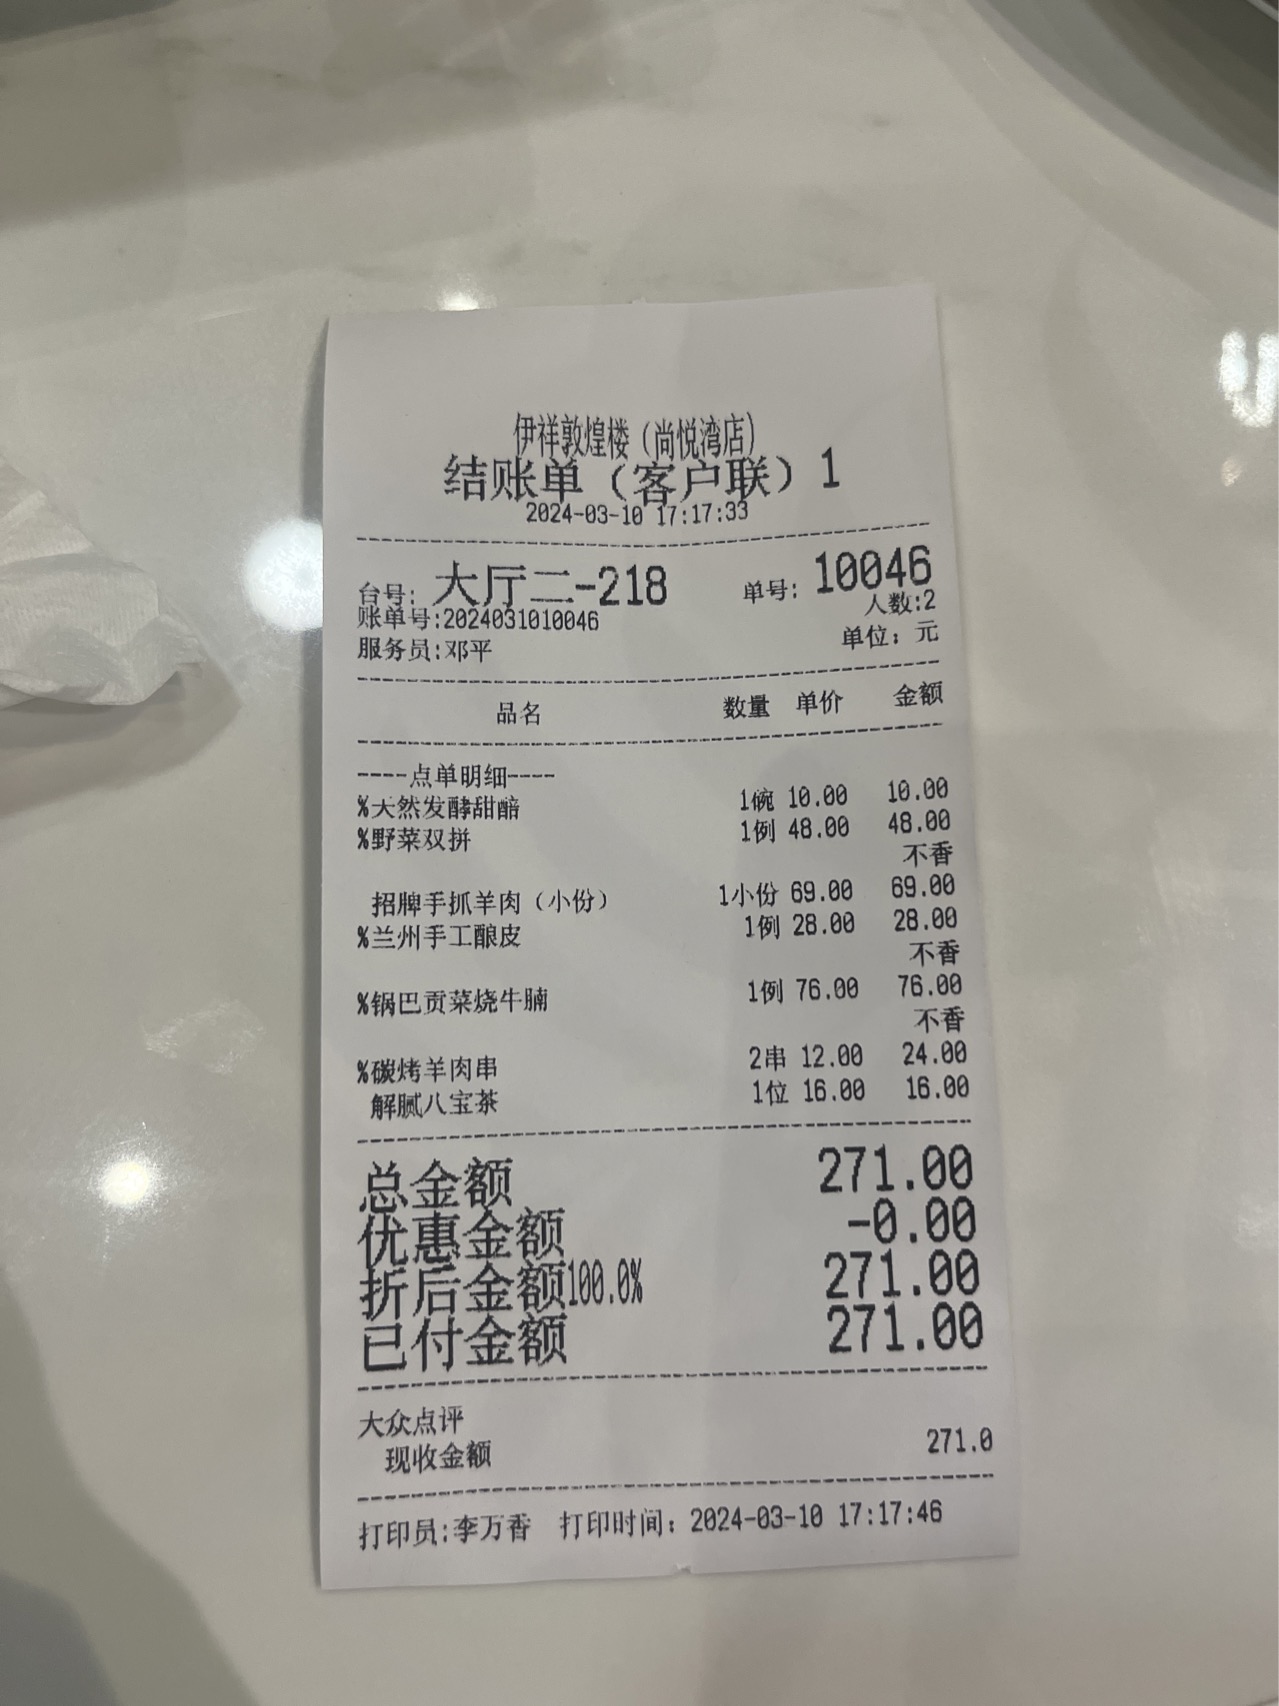 伊祥敦煌楼（尚悦湾店）
结账单（客户联）1
2024-03-10 17:17:33
台号: 大厅二-218 单号: 10046
账单号:2024031010046 人数:2
服务员:邓平 单位: 元
品名 数量 单价 金额
----点单明细----
%天然发酵甜醅 1碗 10.00 10.00
%野菜双拼 1例 48.00 48.00
不香
招牌手抓羊肉（小份） 1小份 69.00 69.00
%兰州手工酿皮 1例 28.00 28.00
不香
%锅巴贡菜烧牛腩 1例 76.00 76.00
不香
%碳烤羊肉串 2串 12.00 24.00
解腻八宝茶 1位 16.00 16.00
总金额 271.00
优惠金额 -0.00
折后金额100.0% 271.00
已付金额 271.00
大众点评
现收金额 271.0
打印员:李万香 打印时间: 2024-03-10 17:17:46